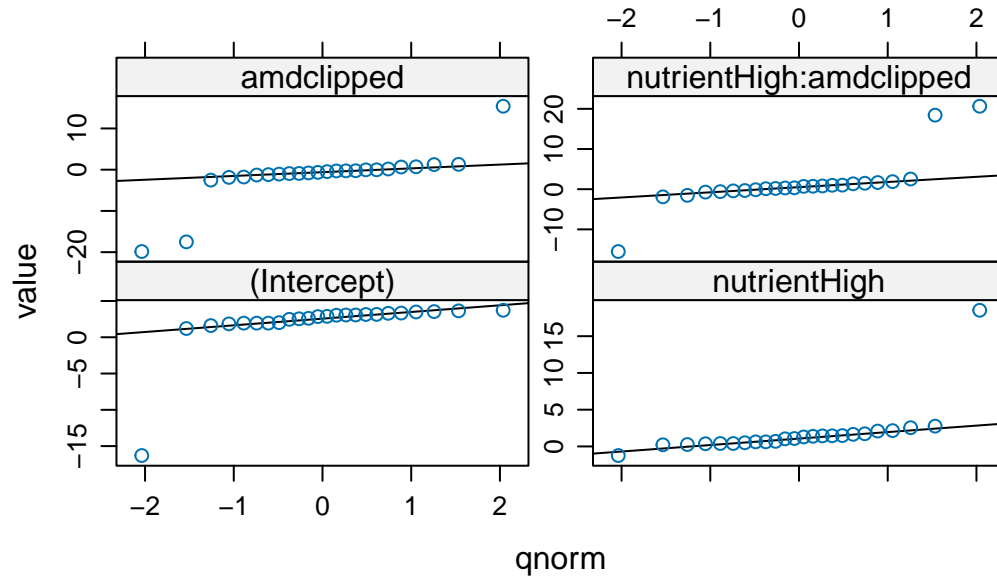 −2 −1 0 1 2
amdclipped
nutrientHigh:amdclipped
10
0
−20
20
10
0
−10
(Intercept)
nutrientHigh
0
−5
−15
15
10
5
0
value
−2 −1 0 1 2
qnorm